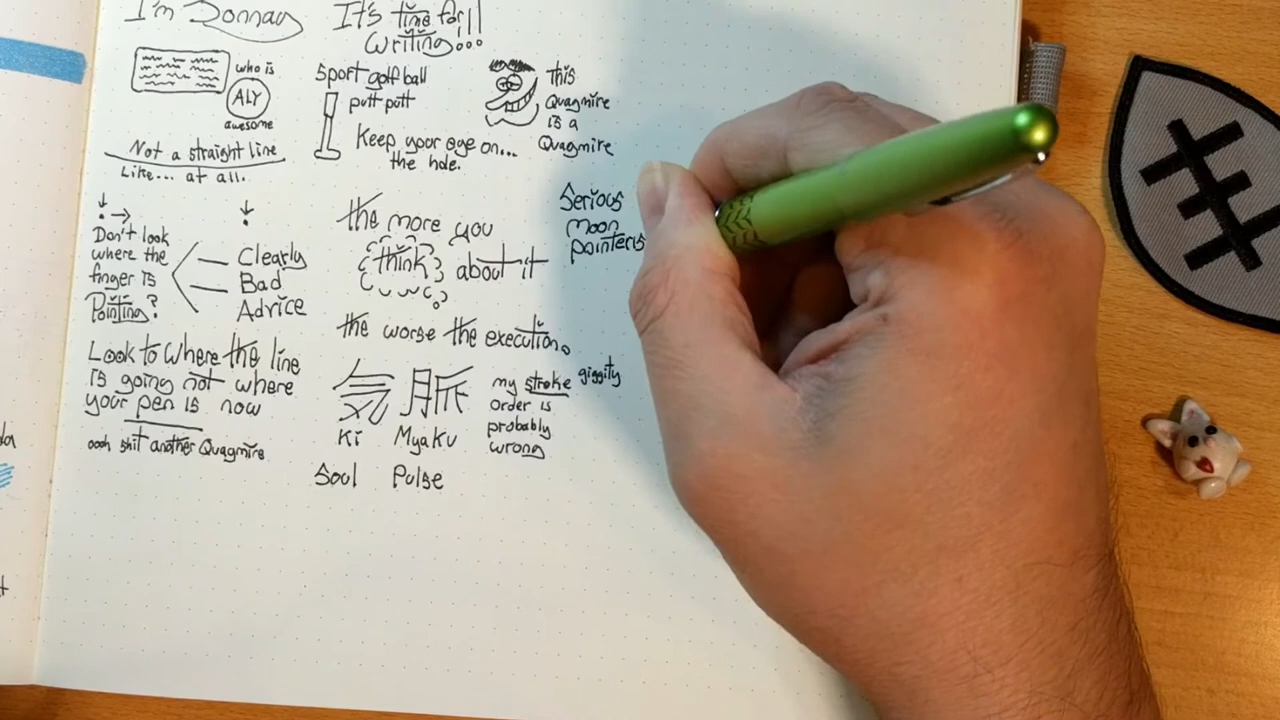 I'm Donnay
It's time for!!
writing!!!
who is
ALY
awesome
Sport golf ball
putt putt
Keep your eye on...
the hole.
this
Quagmire
is a
Quagmire
Not a straight line
Like... at all.
Don't look
where the
finger is
Pointing?
Clearly
Bad
Advice
the more you
think about it
the worse the execution.
Serious
moon
pointers
Look to where the line
is going not where
your pen is now
ooh shit another Quagmire
気 脈
Ki Myaku
Soul Pulse
my stroke giggity
order is
probably
wrong